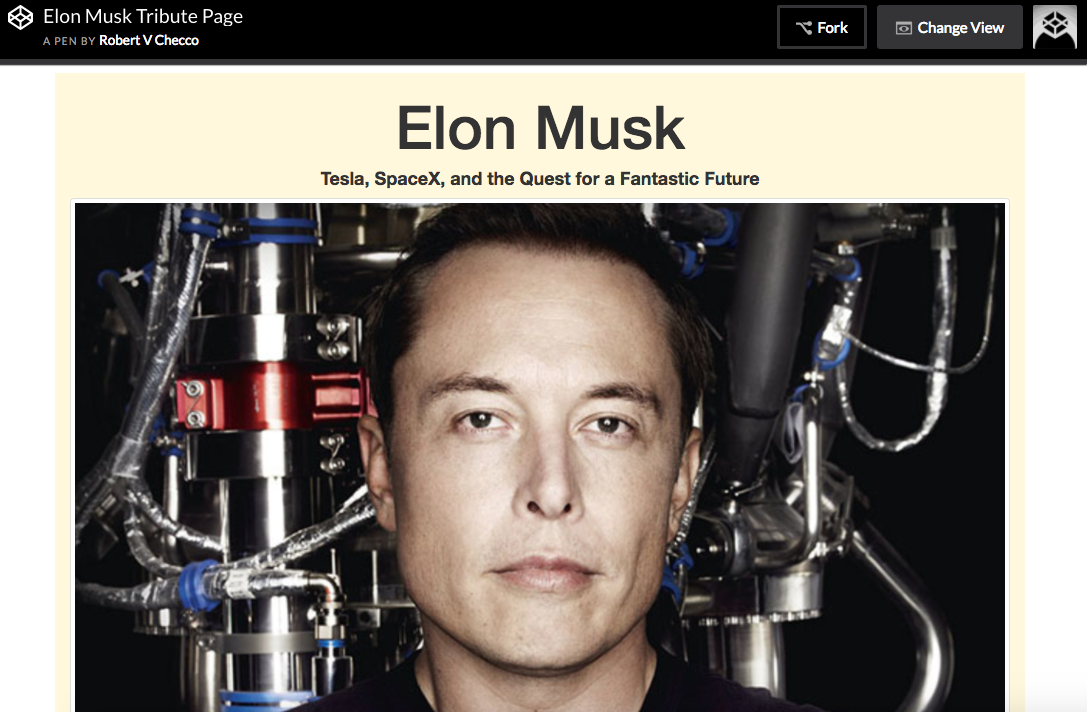 Elon Musk Tribute Page
A PEN BY Robert V Checco
Fork
Change View
Elon Musk
Tesla, SpaceX, and the Quest for a Fantastic Future